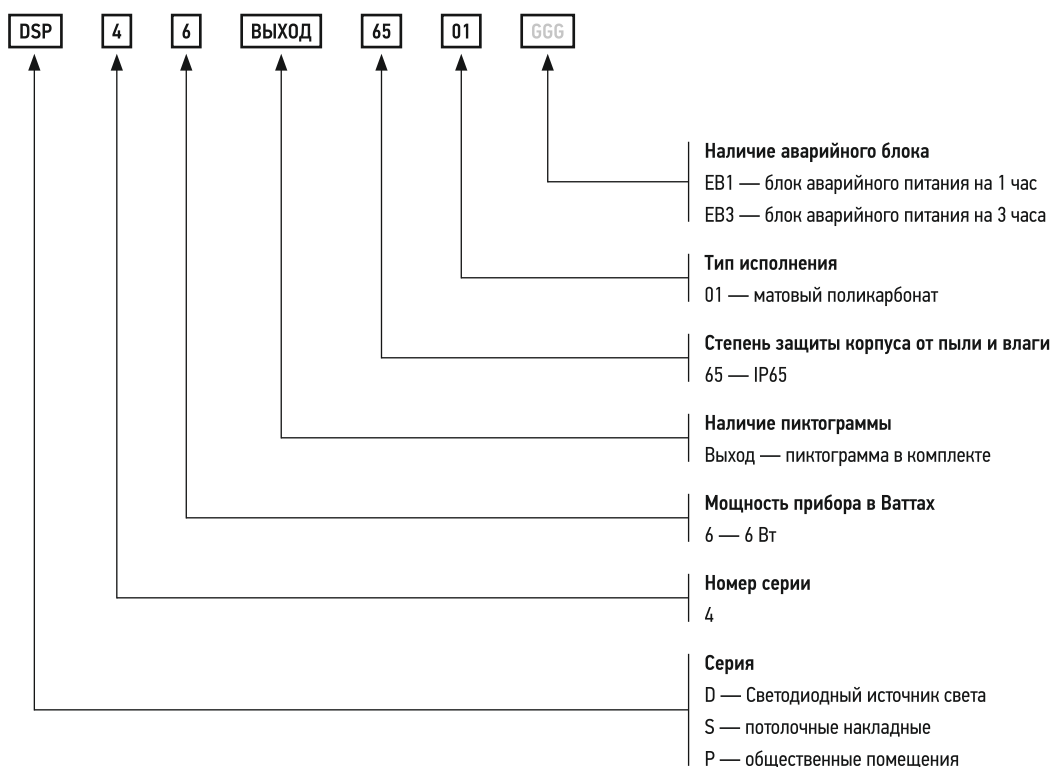 DSP 4 6 ВЫХОД 65 01 GGG
Наличие аварийного блока
EB1 — блок аварийного питания на 1 час
EB3 — блок аварийного питания на 3 часа
Тип исполнения
01 — матовый поликарбонат
Степень защиты корпуса от пыли и влаги
65 — IP65
Наличие пиктограммы
Выход — пиктограмма в комплекте
Мощность прибора в Ваттах
6 — 6 Вт
Номер серии
4
Серия
D — Светодиодный источник света
S — потолочные накладные
P — общественные помещения